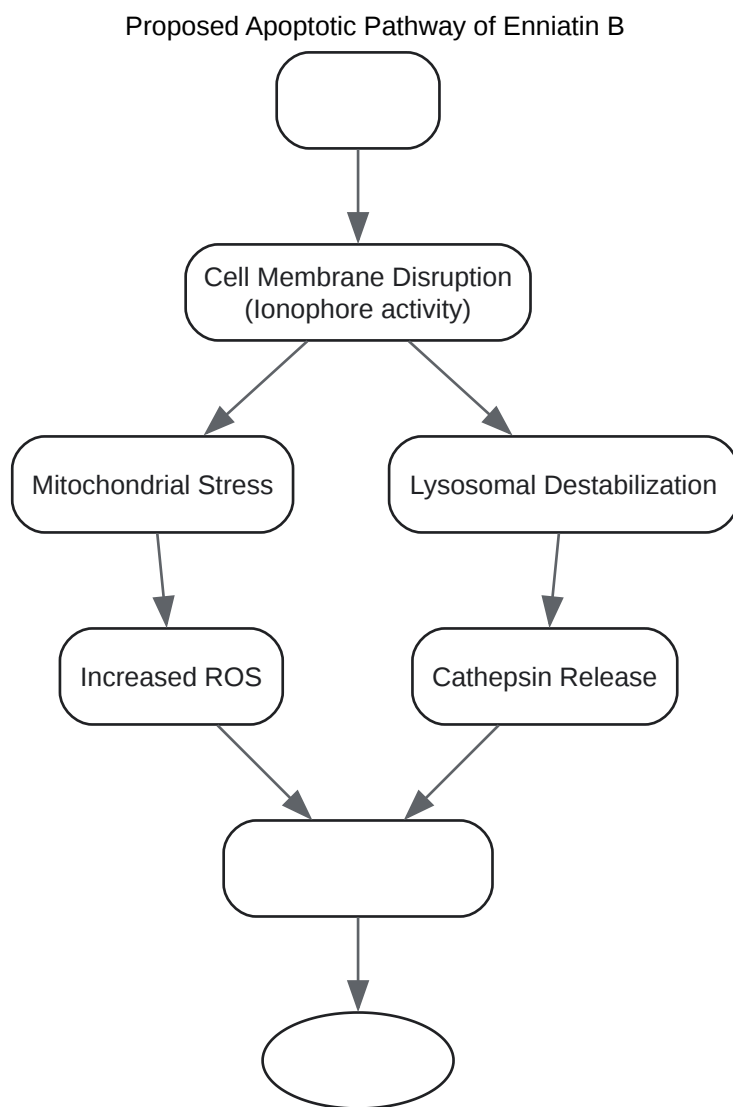 Proposed Apoptotic Pathway of Enniatin B
Cell Membrane Disruption
(Ionophore activity)
Mitochondrial Stress
Lysosomal Destabilization
Increased ROS
Cathepsin Release